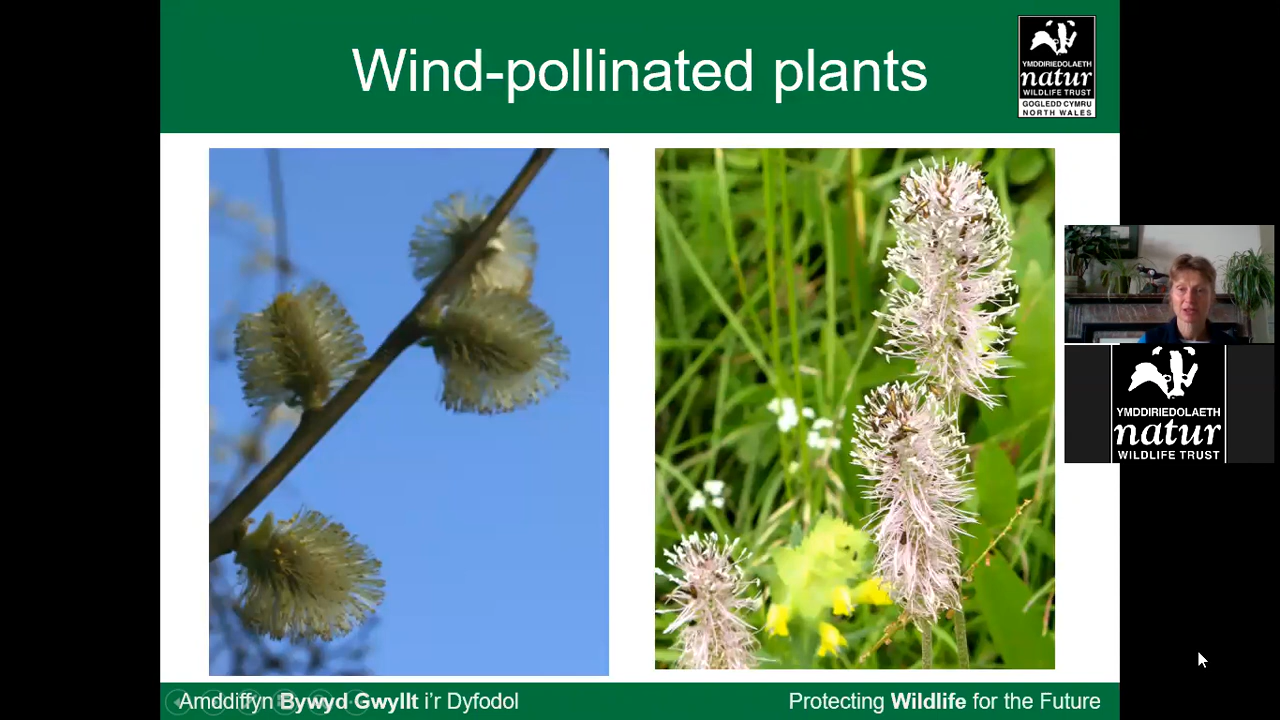 Wind-pollinated plants
YMDDIRIEDOLAETH
natur
WILDLIFE TRUST
GOGLEDD CYMRU
NORTH WALES
YMDDIRIEDOLAETH
natur
WILDLIFE TRUST
Amddiffyn Bywyd Gwyllt i'r Dyfodol
Protecting Wildlife for the Future